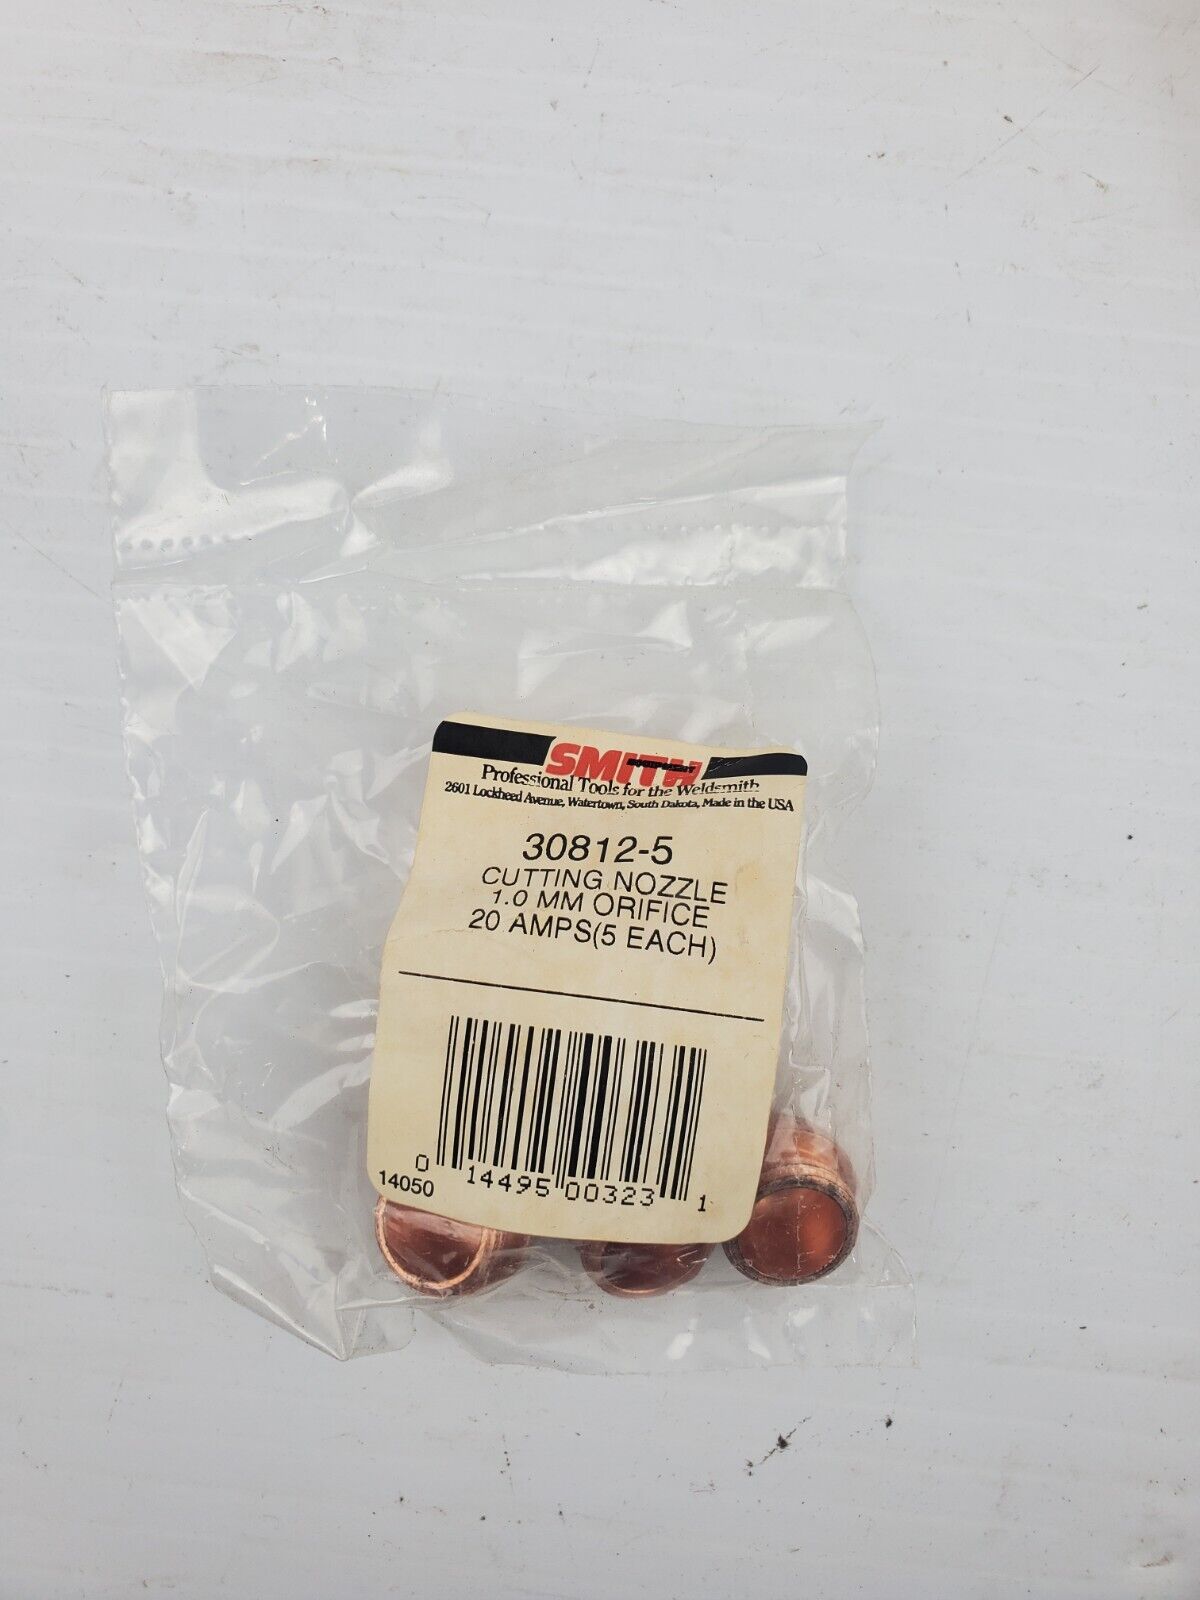 SMITH
EQUIPMENT
Professional Tools for the Weldsmith
2601 Lockheed Avenue, Watertown, South Dakota, Made in the USA
30812-5
CUTTING NOZZLE
1.0 MM ORIFICE
20 AMPS(5 EACH)
0 14495 00323 1
14050